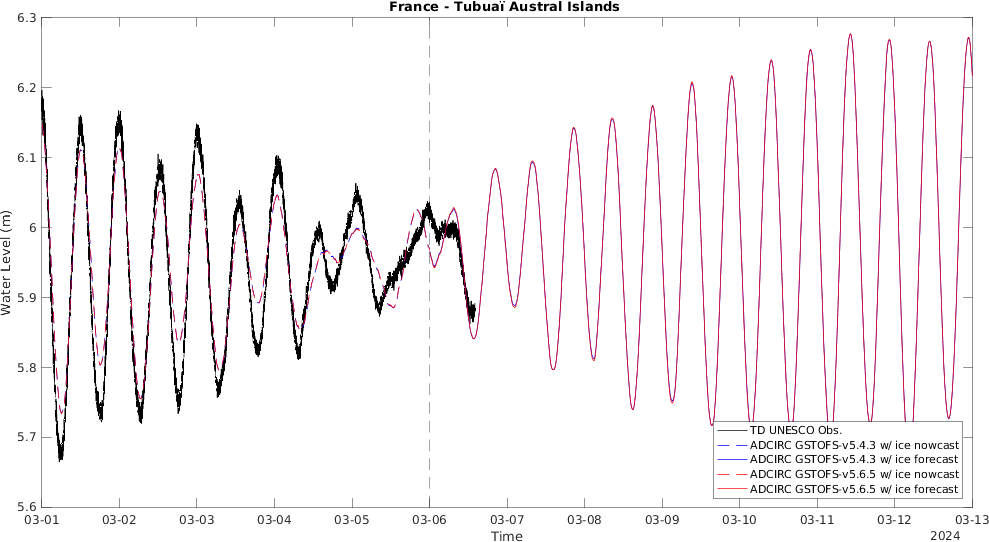 France - Tubuaï Austral Islands
6.3
6.2
6.1
6
5.9
5.8
5.7
5.6
Water Level (m)
TD UNESCO Obs.
ADCIRC GSTOFS-v5.4.3 w/ ice nowcast
ADCIRC GSTOFS-v5.4.3 w/ ice forecast
ADCIRC GSTOFS-v5.6.5 w/ ice nowcast
ADCIRC GSTOFS-v5.6.5 w/ ice forecast
03-01 03-02 03-03 03-04 03-05 03-06 03-07 03-08 03-09 03-10 03-11 03-12 03-13
Time
2024